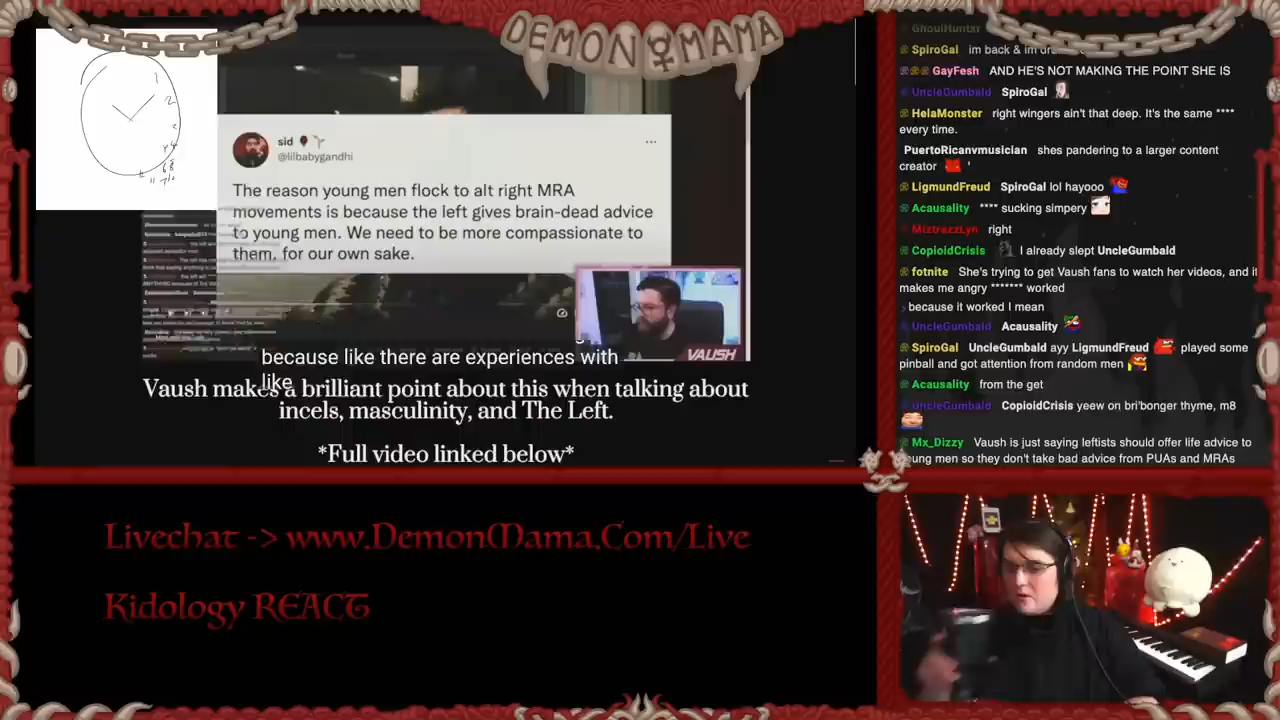 DEMON MAMA
1
2
sid
@lilbabygandhi
The reason young men flock to alt right MRA
movements is because the left gives brain-dead advice
to young men. We need to be more compassionate to
them, for our own sake.
VAUSH
because like there are experiences with
like
Vaush makes a brilliant point about this when talking about
incels, masculinity, and The Left.
*Full video linked below*
Livechat -> www.DemonMama.Com/Live
Kidology REACT
GhoulHuntxr
SpiroGal im back & im
GayFesh AND HE'S NOT MAKING THE POINT SHE IS
UncleGumbald SpiroGal
HelaMonster right wingers ain't that deep. It's the same ****
every time.
PuertoRicanvmusician shes pandering to a larger content
creator '
LigmundFreud SpiroGal lol hayooo
Acausality **** sucking simpery
MiztrazzLyn right
CopioidCrisis I already slept UncleGumbald
fotnite She's trying to get Vaush fans to watch her videos, and it
makes me angry ******* worked
because it worked I mean
UncleGumbald Acausality
SpiroGal UncleGumbald ayy LigmundFreud played some
pinball and got attention from random men
Acausality from the get
UncleGumbald CopioidCrisis yeew on bri'bonger thyme, m8
Mx_Dizzy Vaush is just saying leftists should offer life advice to
young men so they don't take bad advice from PUAs and MRAs